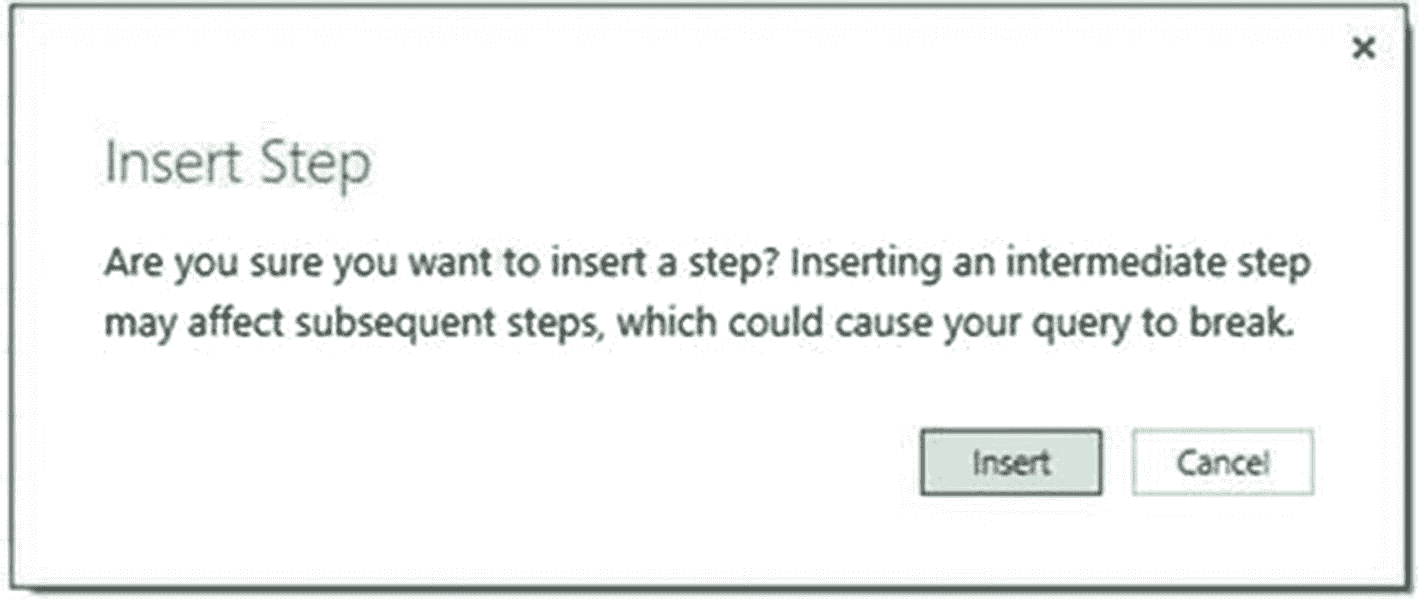 Insert Step
Are you sure you want to insert a step? Inserting an intermediate step
may affect subsequent steps, which could cause your query to break.
Insert
Cancel